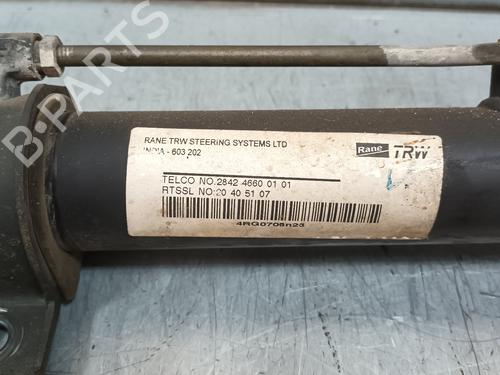 RANE TRW STEERING SYSTEMS LTD
INDIA - 603 202
Rane TRW
TELCO NO.2842 4660 01 01
RTSSL NO:20 40 51 07
4RG0706n23
B-PARTS